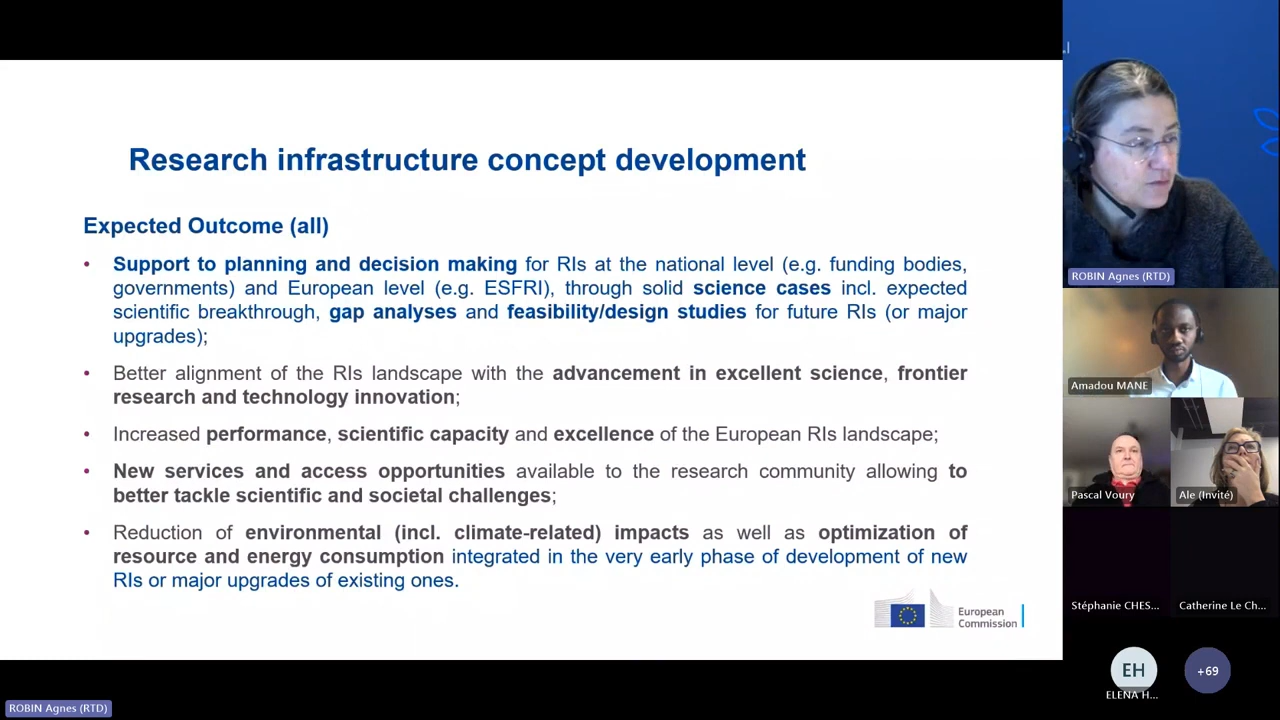 Research infrastructure concept development
Expected Outcome (all)
• Support to planning and decision making for RIs at the national level (e.g. funding bodies,
governments) and European level (e.g. ESFRI), through solid science cases incl. expected
scientific breakthrough, gap analyses and feasibility/design studies for future RIs (or major
upgrades);
• Better alignment of the RIs landscape with the advancement in excellent science, frontier
research and technology innovation;
• Increased performance, scientific capacity and excellence of the European RIs landscape;
• New services and access opportunities available to the research community allowing to
better tackle scientific and societal challenges;
• Reduction of environmental (incl. climate-related) impacts as well as optimization of
resource and energy consumption integrated in the very early phase of development of new
RIs or major upgrades of existing ones.
European
Commission
ROBIN Agnes (RTD)
Amadou MANE
Pascal Voury
Ale (Invité)
Stéphanie CHES...
Catherine Le Ch...
EH
ELENA H...
+69
ROBIN Agnes (RTD)